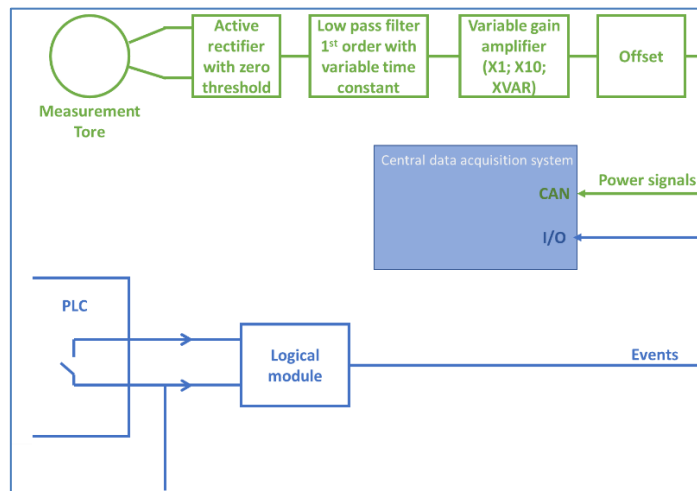 Active
rectifier
with zero
threshold
Low pass filter
1st order with
variable time
constant
Variable gain
amplifier
(X1; X10;
XVAR)
Offset
Measurement
Tore
Central data acquisition system
CAN
Power signals
I/O
PLC
Logical
module
Events